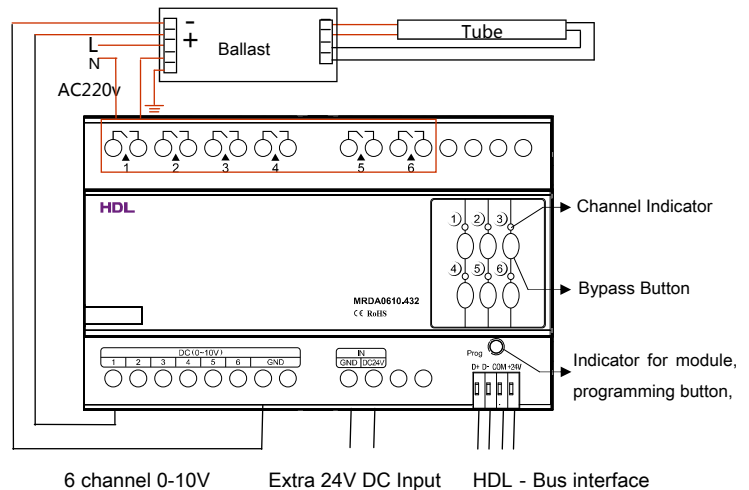 -
+
Ballast
Tube
L
N
AC220v
1 2 3 4 5 6
HDL
1 2 3
Channel Indicator
4 5 6
Bypass Button
MRDA0610.432
CE RoHS
DC(0~10V)
1 2 3 4 5 6 GND
IN
GND DC24V
Prog
D+ D- COM +24V
Indicator for module,
programming button,
6 channel 0-10V
Extra 24V DC Input
HDL - Bus interface